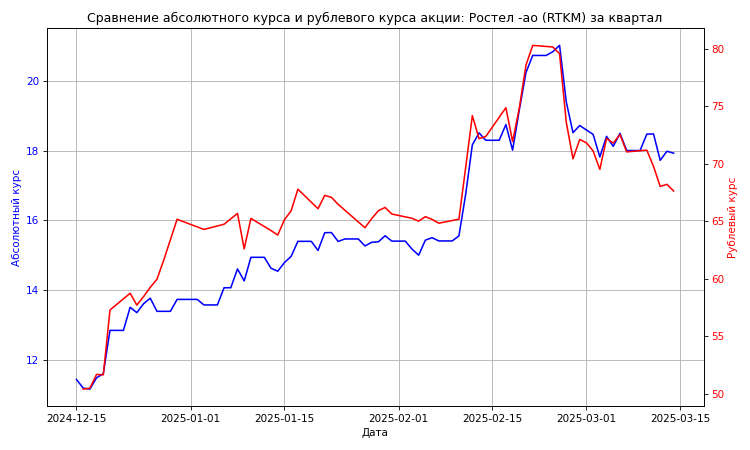 Сравнение абсолютного курса и рублевого курса акции: Ростел -ао (RTKM) за квартал
Абсолютный курс
20
18
16
14
12
80
75
70
65
60
55
50
Рублевый курс
2024-12-15 2025-01-01 2025-01-15 2025-02-01 2025-02-15 2025-03-01 2025-03-15
Дата